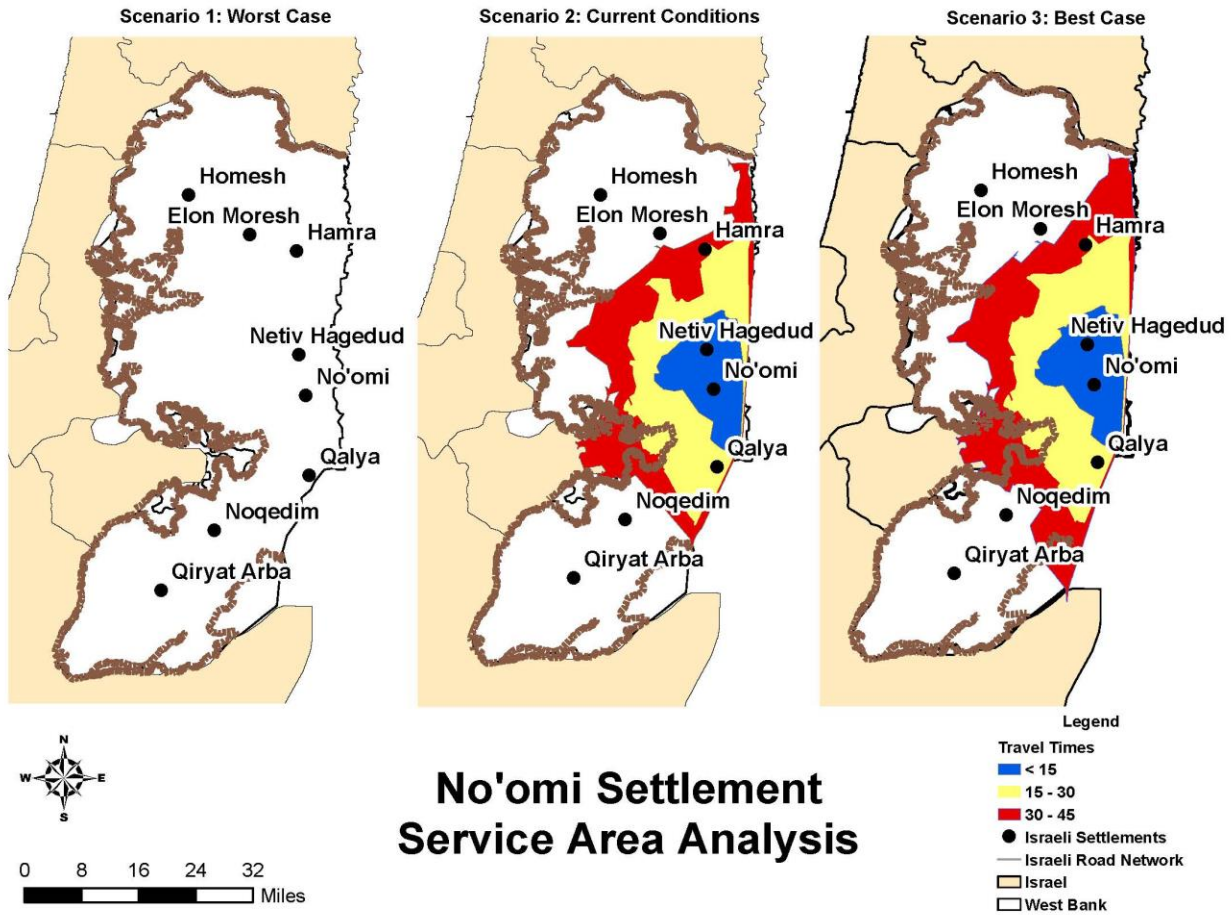 Scenario 1: Worst Case
Scenario 2: Current Conditions
Scenario 3: Best Case
Homesh
Elon Moresh
Hamra
Netiv Hagedud
No'omi
Qalya
Noqedim
Qiryat Arba
Homesh
Elon Moresh
Hamra
Netiv Hagedud
No'omi
Qalya
Noqedim
Qiryat Arba
Homesh
Elon Moresh
Hamra
Netiv Hagedud
No'omi
Qalya
Noqedim
Qiryat Arba
N
W
E
S
0 8 16 24 32
Miles
No'omi Settlement
Service Area Analysis
Legend
Travel Times
< 15
15 - 30
30 - 45
Israeli Settlements
Israeli Road Network
Israel
West Bank